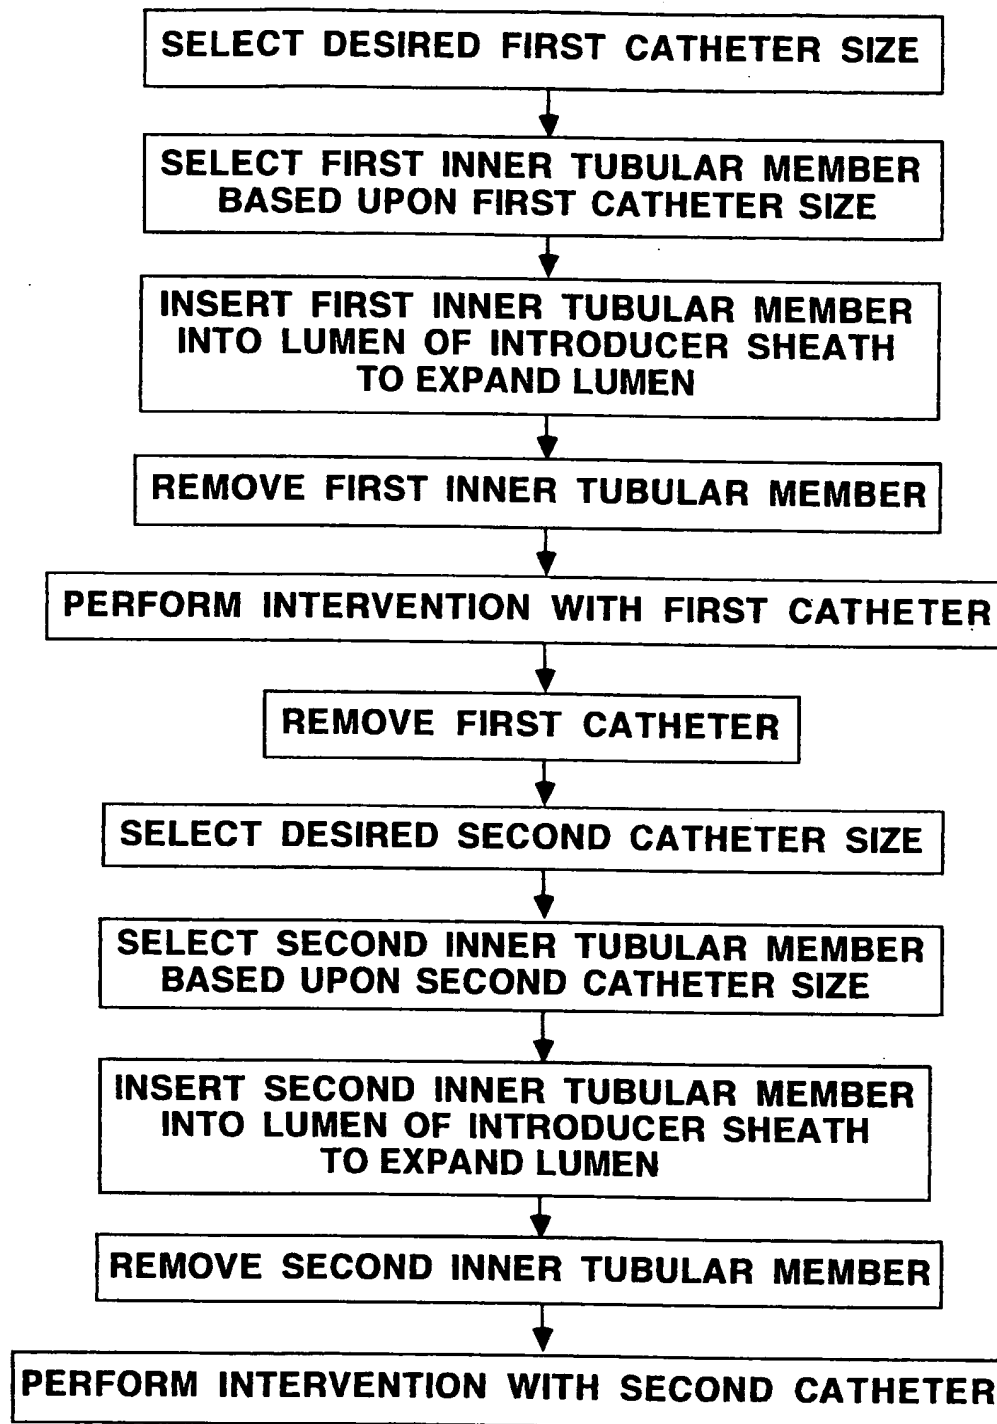 SELECT DESIRED FIRST CATHETER SIZE
SELECT FIRST INNER TUBULAR MEMBER
BASED UPON FIRST CATHETER SIZE
INSERT FIRST INNER TUBULAR MEMBER
INTO LUMEN OF INTRODUCER SHEATH
TO EXPAND LUMEN
REMOVE FIRST INNER TUBULAR MEMBER
PERFORM INTERVENTION WITH FIRST CATHETER
REMOVE FIRST CATHETER
SELECT DESIRED SECOND CATHETER SIZE
SELECT SECOND INNER TUBULAR MEMBER
BASED UPON SECOND CATHETER SIZE
INSERT SECOND INNER TUBULAR MEMBER
INTO LUMEN OF INTRODUCER SHEATH
TO EXPAND LUMEN
REMOVE SECOND INNER TUBULAR MEMBER
PERFORM INTERVENTION WITH SECOND CATHETER